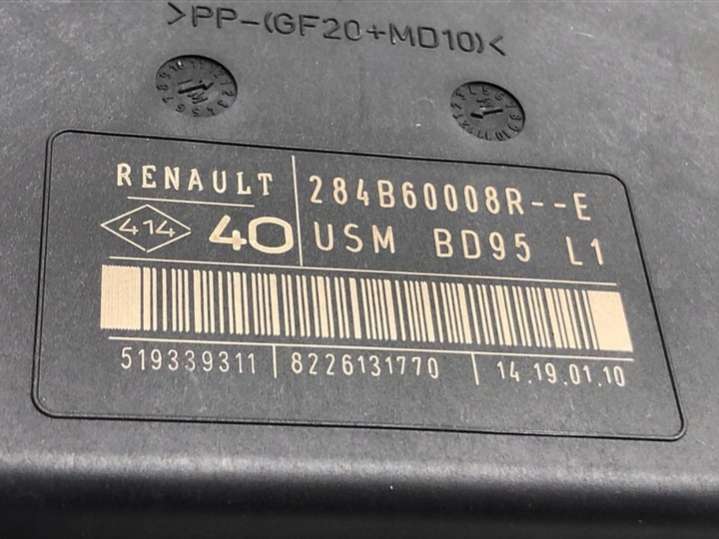 >PP-(GF20+MD10)<
RENAULT
284B60008R--E
414
40
USM BD95 L1
519339311 | 8226131770 | 14.19.01.10